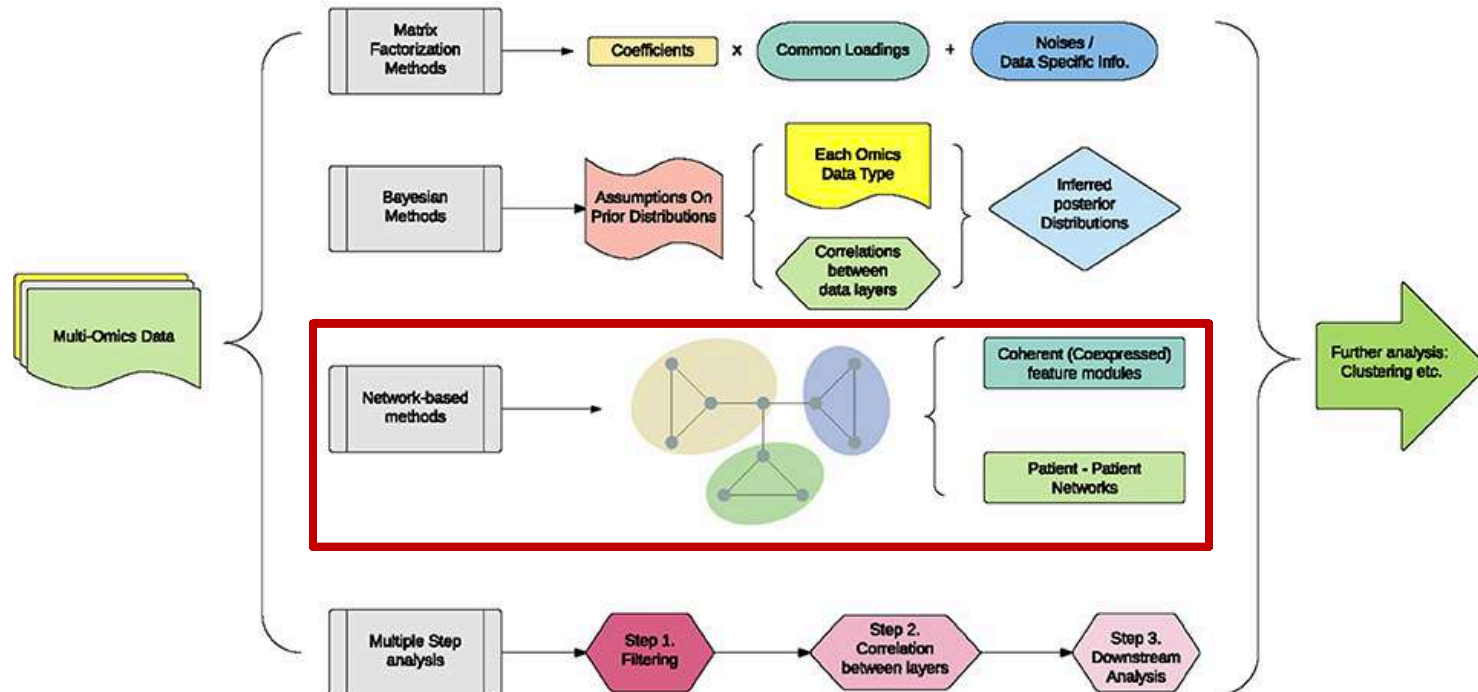 Matrix
Factorization
Methods
Coefficients
x
Common Loadings
+
Noises /
Data Specific Info.
Bayesian
Methods
Assumptions On
Prior Distributions
Each Omics
Data Type
Correlations
between
data layers
Inferred
posterior
Distributions
Multi-Omics Data
Network-based
methods
Coherent (Coexpressed)
feature modules
Patient - Patient
Networks
Further analysis:
Clustering etc.
Multiple Step
analysis
Step 1.
Filtering
Step 2.
Correlation
between layers
Step 3.
Downstream
Analysis